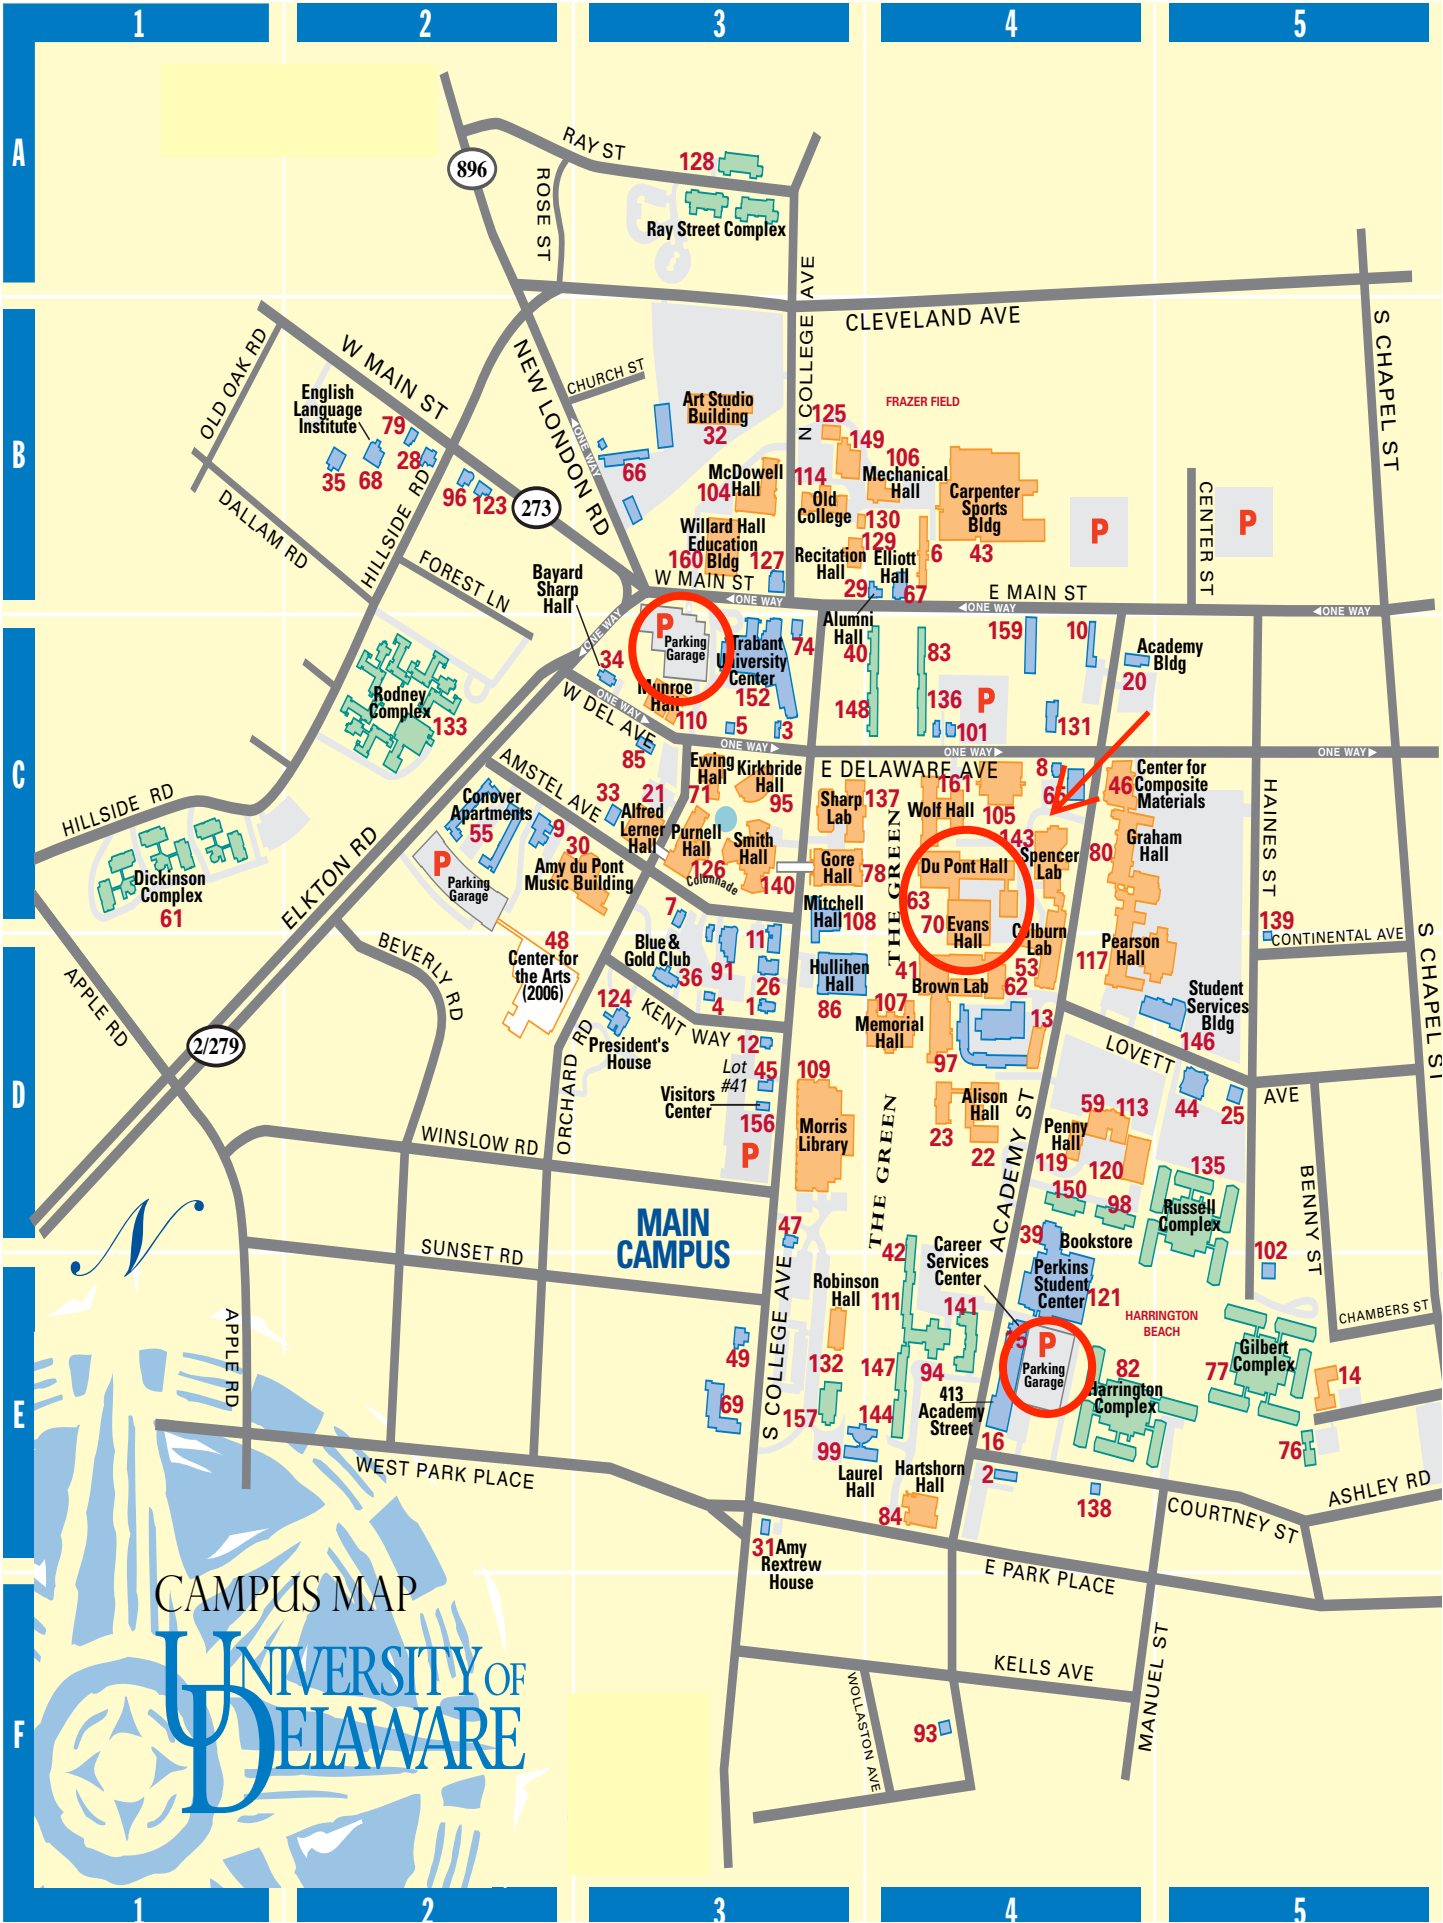 1 2 3 4 5
A
B
C
D
E
F
896
RAY ST
ROSE ST
128
Ray Street Complex
N COLLEGE AVE
CLEVELAND AVE
S CHAPEL ST
OLD OAK RD
W MAIN ST
English
Language
Institute
79
28
35
68
96
123
273
DALLAM RD
HILLSIDE RD
FOREST LN
NEW LONDON RD
CHURCH ST
ONE WAY
66
Art Studio
Building
32
McDowell
Hall
104
Willard Hall
Education
Bldg
160
127
W MAIN ST
ONE WAY
125
149
FRAZER FIELD
114
Old
College
106
Mechanical
Hall
130
129
Recitation
Hall
Elliott
Hall
29
67
6
Carpenter
Sports
Bldg
43
P
P
CENTER ST
E MAIN ST
ONE WAY
ONE WAY
Alumni
Hall
Bayard
Sharp
Hall
34
ONE WAY
P
Parking
Garage
Trabant
University
Center
152
74
Munroe
Hall
110
5
3
W DEL AVE
ONE WAY
ONE WAY
85
40
148
83
136
101
P
159
10
131
Academy
Bldg
20
E DELAWARE AVE
ONE WAY
ONE WAY
Rodney
Complex
133
HILLSIDE RD
Dickinson
Complex
61
ELKTON RD
AMSTEL AVE
Conover
Apartments
55
P
Parking
Garage
9
33
30
Amy du Pont
Music Building
21
Alfred
Lerner
Hall
Ewing
Hall
71
Kirkbride
Hall
95
Purnell
Hall
126
Smith
Hall
140
Colonnade
Sharp
Lab
137
Gore
Hall
78
Mitchell
Hall
108
THE GREEN
161
Wolf Hall
105
8
65
143
Du Pont Hall
63
70
Evans
Hall
Spencer
Lab
Colburn
Lab
53
46
Center for
Composite
Materials
80
Graham
Hall
117
Pearson
Hall
HAINES ST
139
CONTINENTAL AVE
S CHAPEL ST
Student
Services
Bldg
146
APPLE RD
2/279
BEVERLY RD
48
Center for
the Arts
(2006)
7
Blue &
Gold Club
36
91
11
26
4
1
124
President's
House
KENT WAY
12
Lot
#41
45
Visitors
Center
156
P
ORCHARD RD
Hullihen
Hall
86
41
Brown Lab
62
107
Memorial
Hall
97
13
109
Morris
Library
THE GREEN
Alison
Hall
23
22
ACADEMY ST
LOVETT
AVE
44
25
59
113
Penny
Hall
119
120
150
98
135
Russell
Complex
BENNY ST
WINSLOW RD
N
MAIN
CAMPUS
SUNSET RD
47
S COLLEGE AVE
42
Career
Services
Center
39
Bookstore
Perkins
Student
Center
121
102
HARRINGTON
BEACH
CHAMBERS ST
Robinson
Hall
111
141
132
147
94
157
144
99
Laurel
Hall
49
69
15
P
Parking
Garage
413
Academy
Street
16
82
Harrington
Complex
77
Gilbert
Complex
14
76
ASHLEY RD
APPLE RD
WEST PARK PLACE
Hartshorn
Hall
84
2
138
COURTNEY ST
31
Amy
Rextrew
House
E PARK PLACE
MANUEL ST
KELLS AVE
WOLLASTON AVE
93
CAMPUS MAP
UNIVERSITY OF
DELAWARE
1 2 3 4 5